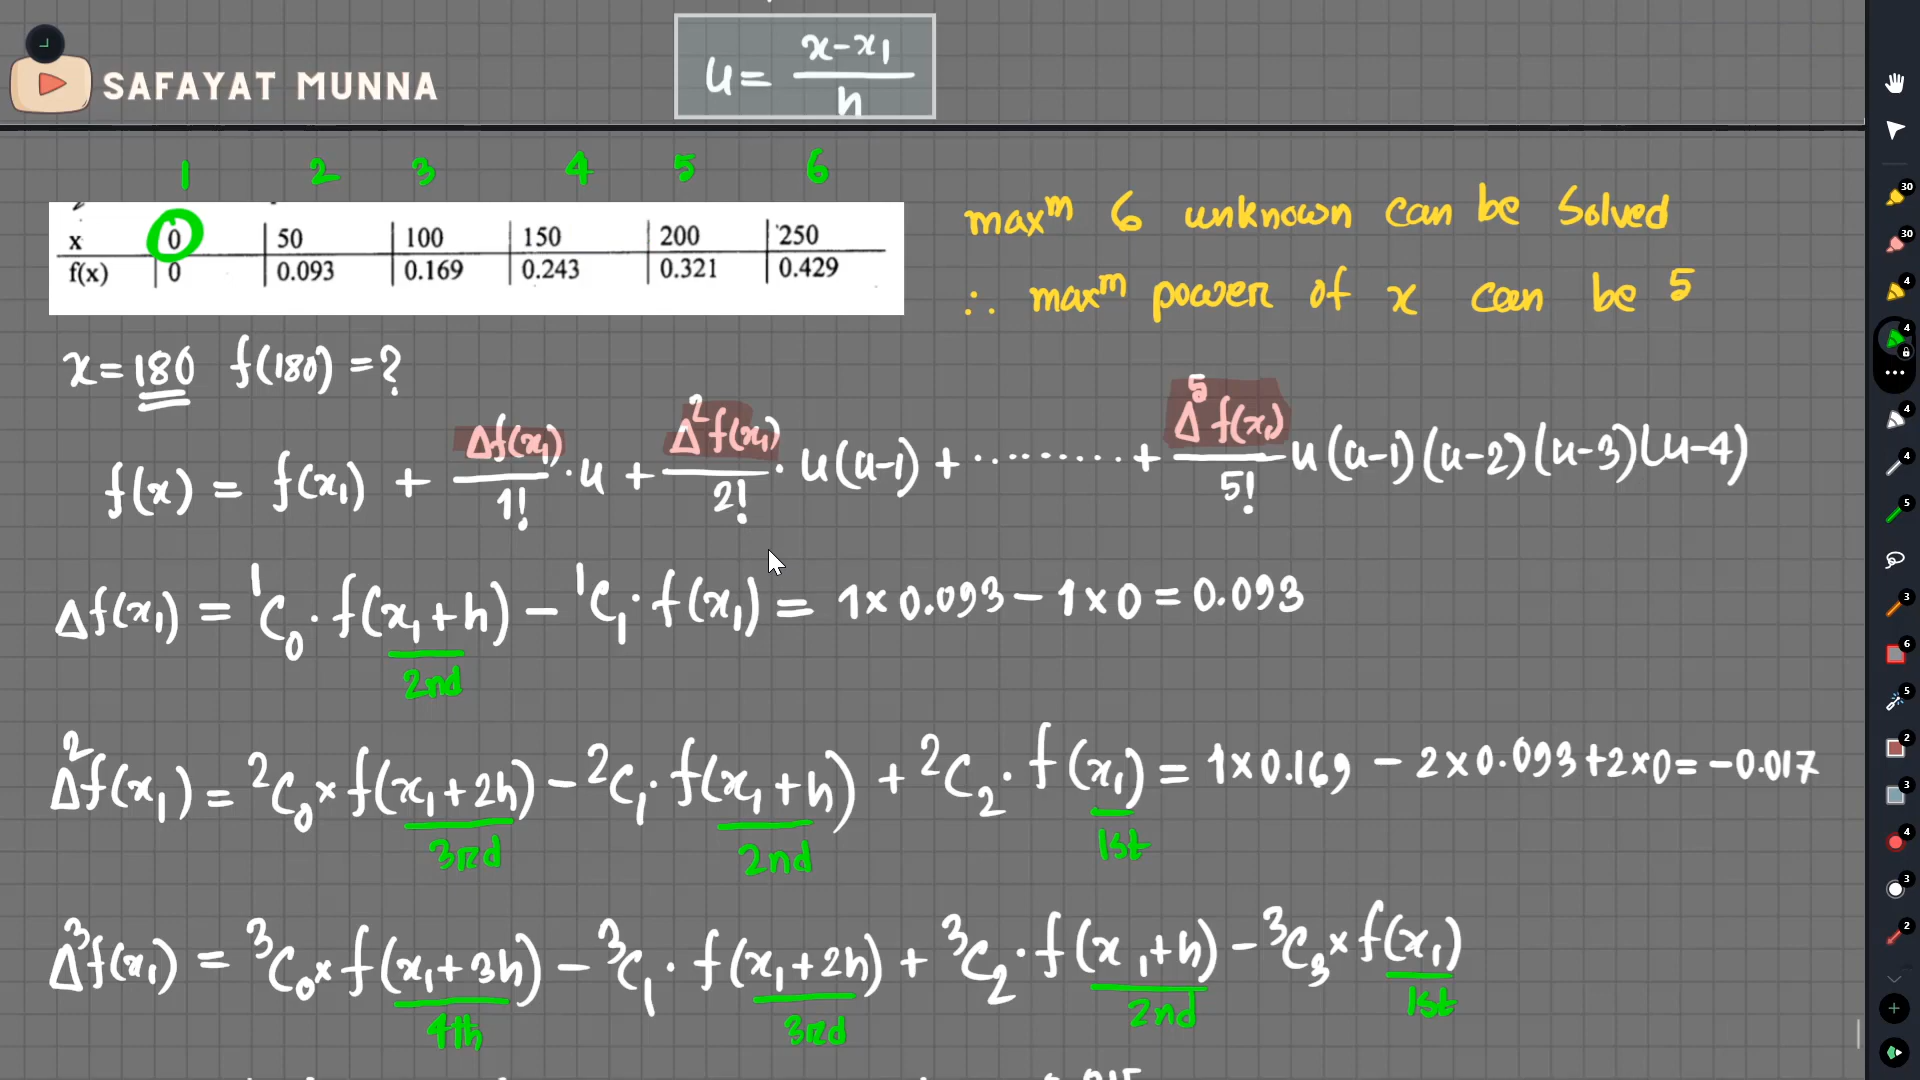 u = (x-x₁)/h
SAFAYAT MUNNA
1 2 3 4 5 6
x 0 50 100 150 200 250
f(x) 0 0.093 0.169 0.243 0.321 0.429
max^m 6 unknown can be solved
∴ max^m power of x can be 5
x = 180 f(180) = ?
f(x) = f(x₁) + Δf(x₁)/1! · u + Δ²f(x₁)/2! · u(u-1) + ......... + Δ⁵f(x₁)/5! u(u-1)(u-2)(u-3)(u-4)
Δf(x₁) = ¹C₀ · f(x₁+h) - ¹C₁ · f(x₁) = 1×0.093 - 1×0 = 0.093
2nd
Δ²f(x₁) = ²C₀ × f(x₁+2h) - ²C₁ · f(x₁+h) + ²C₂ · f(x₁) = 1×0.169 - 2×0.093+2×0 = -0.017
3rd 2nd 1st
Δ³f(x₁) = ³C₀ × f(x₁+3h) - ³C₁ · f(x₁+2h) + ³C₂ · f(x₁+h) - ³C₃ × f(x₁)
4th 3rd 2nd 1st